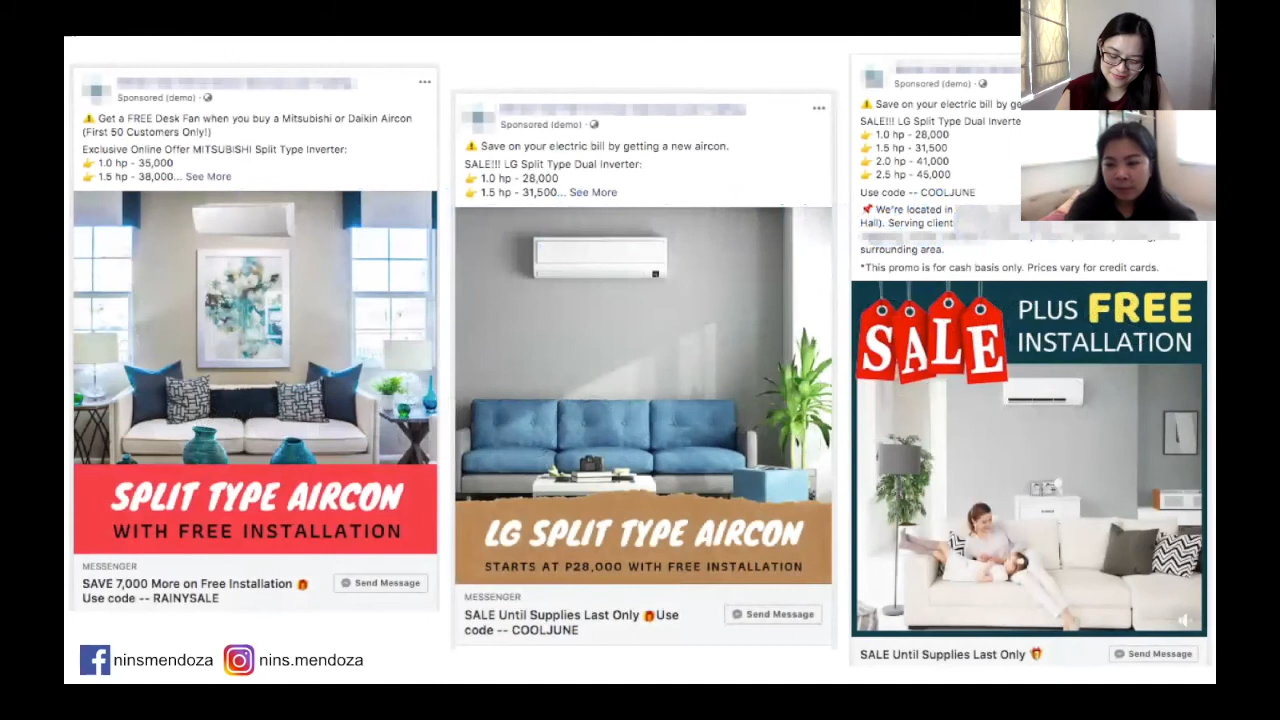 Sponsored (demo) ·
⚠ Get a FREE Desk Fan when you buy a Mitsubishi or Daikin Aircon
(First 50 Customers Only!)
Exclusive Online Offer MITSUBISHI Split Type Inverter:
👉 1.0 hp - 35,000
👉 1.5 hp - 38,000... See More
SPLIT TYPE AIRCON
WITH FREE INSTALLATION
MESSENGER
SAVE 7,000 More on Free Installation 🎁
Use code -- RAINYSALE
Send Message
Sponsored (demo) ·
⚠ Save on your electric bill by getting a new aircon.
SALE!!! LG Split Type Dual Inverter:
👉 1.0 hp - 28,000
👉 1.5 hp - 31,500... See More
LG SPLIT TYPE AIRCON
STARTS AT P28,000 WITH FREE INSTALLATION
MESSENGER
SALE Until Supplies Last Only 🎁Use
code -- COOLJUNE
Send Message
Sponsored (demo) ·
⚠ Save on your electric bill by ge
SALE!!! LG Split Type Dual Inverte
👉 1.0 hp - 28,000
👉 1.5 hp - 31,500
👉 2.0 hp - 41,000
👉 2.5 hp - 45,000
Use code -- COOLJUNE
📌 We're located in
Hall). Serving client
surrounding area.
*This promo is for cash basis only. Prices vary for credit cards.
SALE
PLUS FREE
INSTALLATION
SALE Until Supplies Last Only 🎁
Send Message
ninsmendoza nins.mendoza